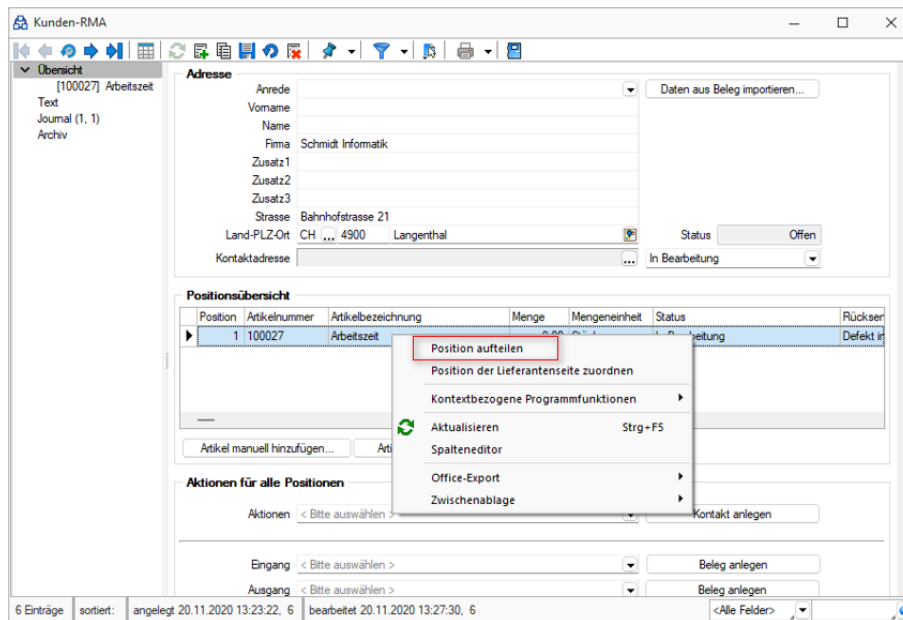 Kunden-RMA
Übersicht
[100027] Arbeitszeit
Text
Journal (1, 1)
Archiv
Adresse
Anrede
Daten aus Beleg importieren...
Vorname
Name
Firma Schmidt Informatik
Zusatz1
Zusatz2
Zusatz3
Strasse Bahnhofstrasse 21
Land-PLZ-Ort CH ... 4900 Langenthal
Status Offen
Kontaktadresse ... In Bearbeitung
Positionsübersicht
Position Artikelnummer Artikelbezeichnung Menge Mengeneinheit Status Rücksen
1 100027 Arbeitszeit beitung Defekt in
Position aufteilen
Position der Lieferantenseite zuordnen
Kontextbezogene Programmfunktionen
Aktualisieren Strg+F5
Spalteneditor
Office-Export
Zwischenablage
Artikel manuell hinzufügen... Arti
Aktionen für alle Positionen
Aktionen < Bitte auswählen > Kontakt anlegen
Eingang < Bitte auswählen > Beleg anlegen
Ausgang < Bitte auswählen > Beleg anlegen
6 Einträge sortiert: angelegt 20.11.2020 13:23:22, 6 bearbeitet 20.11.2020 13:27:30, 6 <Alle Felder>